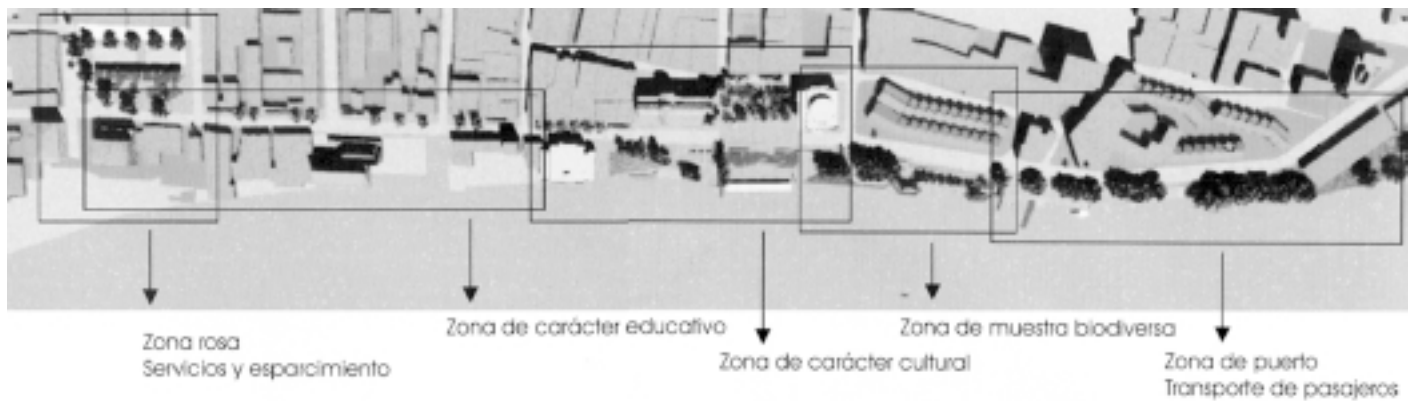 Zona rosa
Servicios y esparcimiento
Zona de carácter educativo
Zona de carácter cultural
Zona de muestra biodiversa
Zona de puerto
Transporte de pasajeros